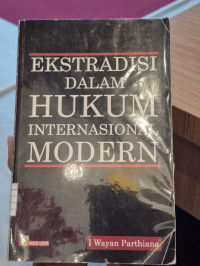 EKSTRADISI
DALAM
HUKUM
INTERNASIONAL
MODERN
I Wayan Parthiana